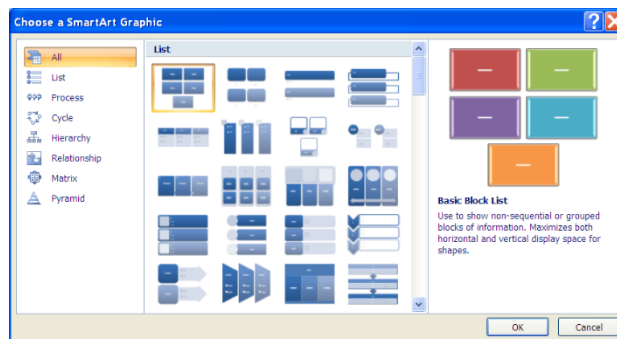 Choose a SmartArt Graphic
All
List
Process
Cycle
Hierarchy
Relationship
Matrix
Pyramid
List
Basic Block List
Use to show non-sequential or grouped
blocks of information. Maximizes both
horizontal and vertical display space for
shapes.
OK
Cancel